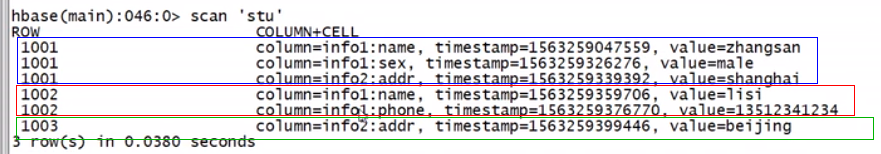 hbase(main):046:0> scan 'stu'
ROW COLUMN+CELL
1001 column=info1:name, timestamp=1563259047559, value=zhangsan
1001 column=info1:sex, timestamp=1563259326276, value=male
1001 column=info2:addr, timestamp=1563259339392, value=shanghai
1002 column=info1:name, timestamp=1563259359706, value=lisi
1002 column=info1:phone, timestamp=1563259376770, value=13512341234
1003 column=info2:addr, timestamp=1563259399446, value=beijing
3 row(s) in 0.0380 seconds